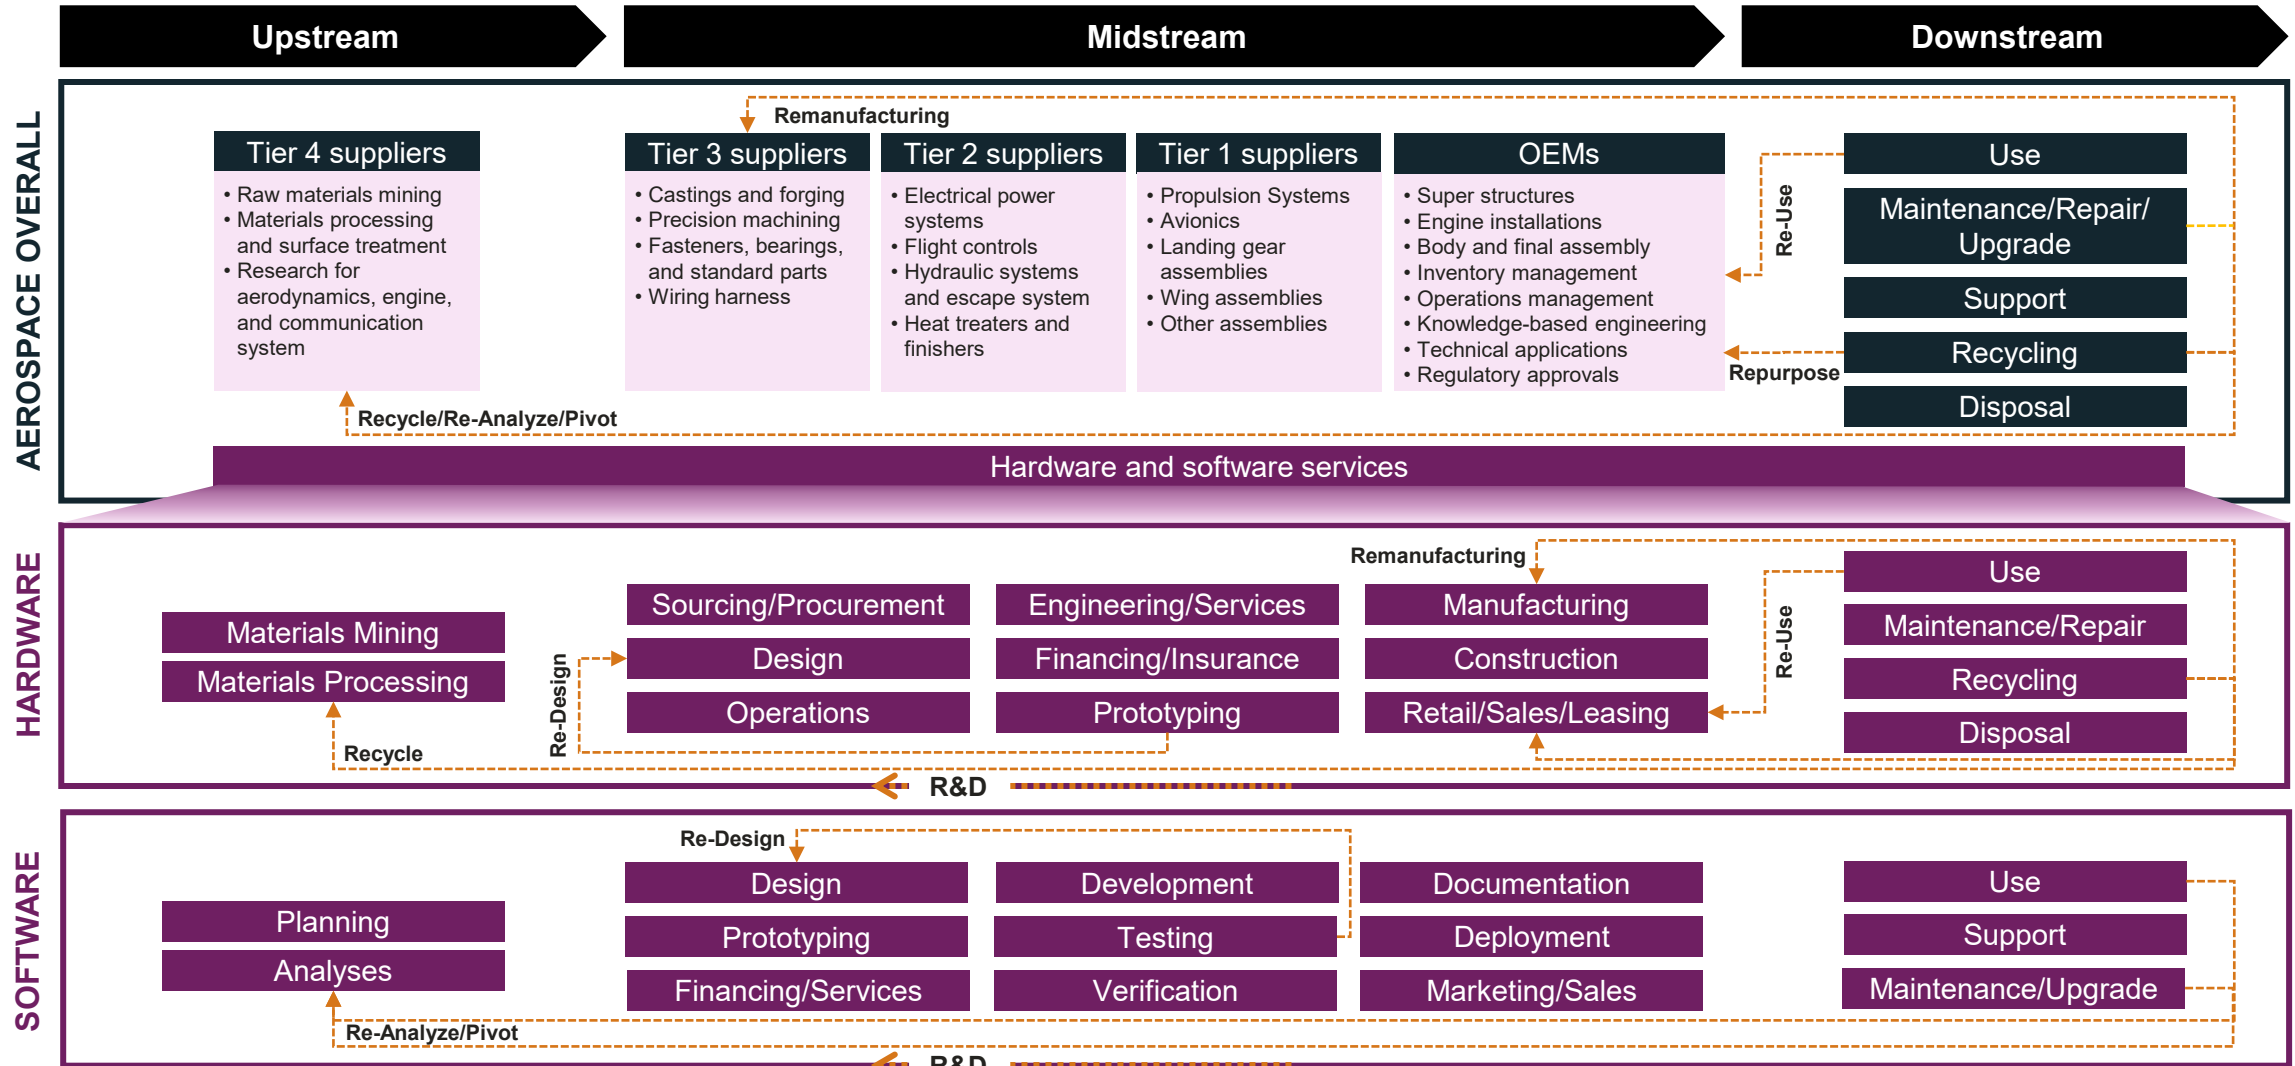 Upstream
Midstream
Downstream
AEROSPACE OVERALL
Remanufacturing
Tier 4 suppliers
• Raw materials mining
• Materials processing
and surface treatment
• Research for
aerodynamics, engine,
and communication
system
Tier 3 suppliers
• Castings and forging
• Precision machining
• Fasteners, bearings,
and standard parts
• Wiring harness
Tier 2 suppliers
• Electrical power
systems
• Flight controls
• Hydraulic systems
and escape system
• Heat treaters and
finishers
Tier 1 suppliers
• Propulsion Systems
• Avionics
• Landing gear
assemblies
• Wing assemblies
• Other assemblies
OEMs
• Super structures
• Engine installations
• Body and final assembly
• Inventory management
• Operations management
• Knowledge-based engineering
• Technical applications
• Regulatory approvals
Re-Use
Repurpose
Use
Maintenance/Repair/
Upgrade
Support
Recycling
Disposal
Recycle/Re-Analyze/Pivot
Hardware and software services
HARDWARE
Materials Mining
Materials Processing
Recycle
Re-Design
Sourcing/Procurement
Design
Operations
Engineering/Services
Financing/Insurance
Prototyping
Remanufacturing
Manufacturing
Construction
Retail/Sales/Leasing
Re-Use
Use
Maintenance/Repair
Recycling
Disposal
R&D
SOFTWARE
Planning
Analyses
Re-Analyze/Pivot
Re-Design
Design
Prototyping
Financing/Services
Development
Testing
Verification
Documentation
Deployment
Marketing/Sales
Use
Support
Maintenance/Upgrade
R&D